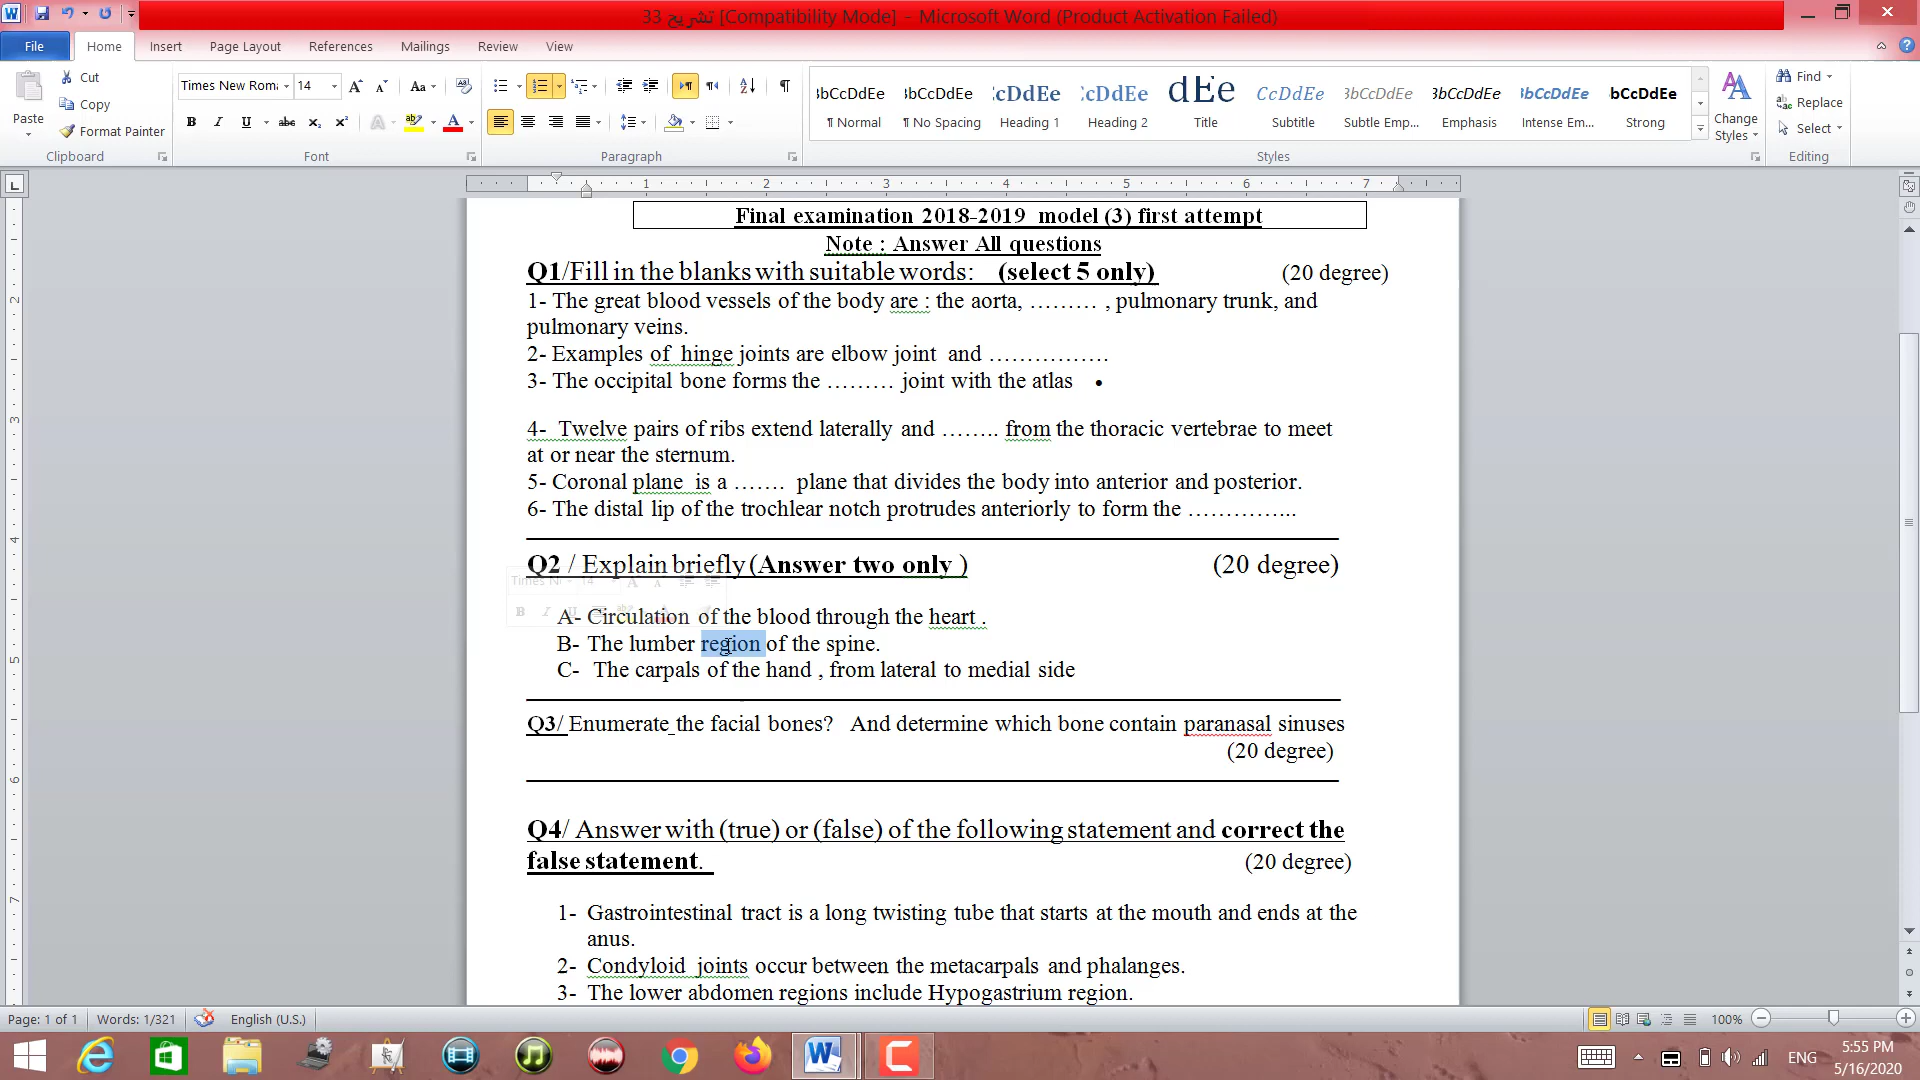 تشريح 33 [Compatibility Mode] - Microsoft Word (Product Activation Failed)
File Home Insert Page Layout References Mailings Review View
Paste
Cut
Copy
Format Painter
Clipboard
Times New Rom 14
Font
Paragraph
AaBbCcDdEe
¶ Normal
¶ No Spacing
Heading 1
Heading 2
Title
Subtitle
Subtle Emp...
Emphasis
Intense Em...
Strong
Change Styles
Styles
Find
Replace
Select
Editing
1 2 3 4 5 6 7
Final examination 2018-2019 model (3) first attempt
Note : Answer All questions
Q1/Fill in the blanks with suitable words: (select 5 only) (20 degree)
1- The great blood vessels of the body are : the aorta, ……… , pulmonary trunk, and
pulmonary veins.
2- Examples of hinge joints are elbow joint and …………….
3- The occipital bone forms the ……… joint with the atlas •
4- Twelve pairs of ribs extend laterally and …….. from the thoracic vertebrae to meet
at or near the sternum.
5- Coronal plane is a ……. plane that divides the body into anterior and posterior.
6- The distal lip of the trochlear notch protrudes anteriorly to form the …………..
Q2 / Explain briefly (Answer two only ) (20 degree)
A- Circulation of the blood through the heart .
B- The lumber region of the spine.
C- The carpals of the hand , from lateral to medial side
Q3/ Enumerate the facial bones? And determine which bone contain paranasal sinuses
(20 degree)
Q4/ Answer with (true) or (false) of the following statement and correct the
false statement. (20 degree)
1- Gastrointestinal tract is a long twisting tube that starts at the mouth and ends at the
anus.
2- Condyloid joints occur between the metacarpals and phalanges.
3- The lower abdomen regions include Hypogastrium region.
Page: 1 of 1 Words: 1/321 English (U.S.) 100%
ENG
5:55 PM
5/16/2020